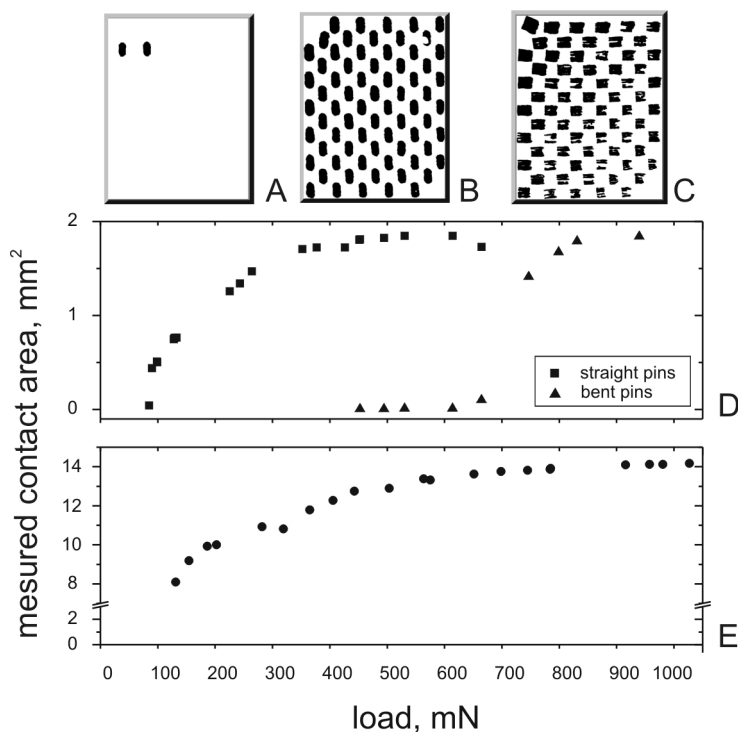 A
B
C
mesured contact area, mm²
2
1
0
straight pins
bent pins
D
14
12
10
8
2
0
E
0 100 200 300 400 500 600 700 800 900 1000
load, mN